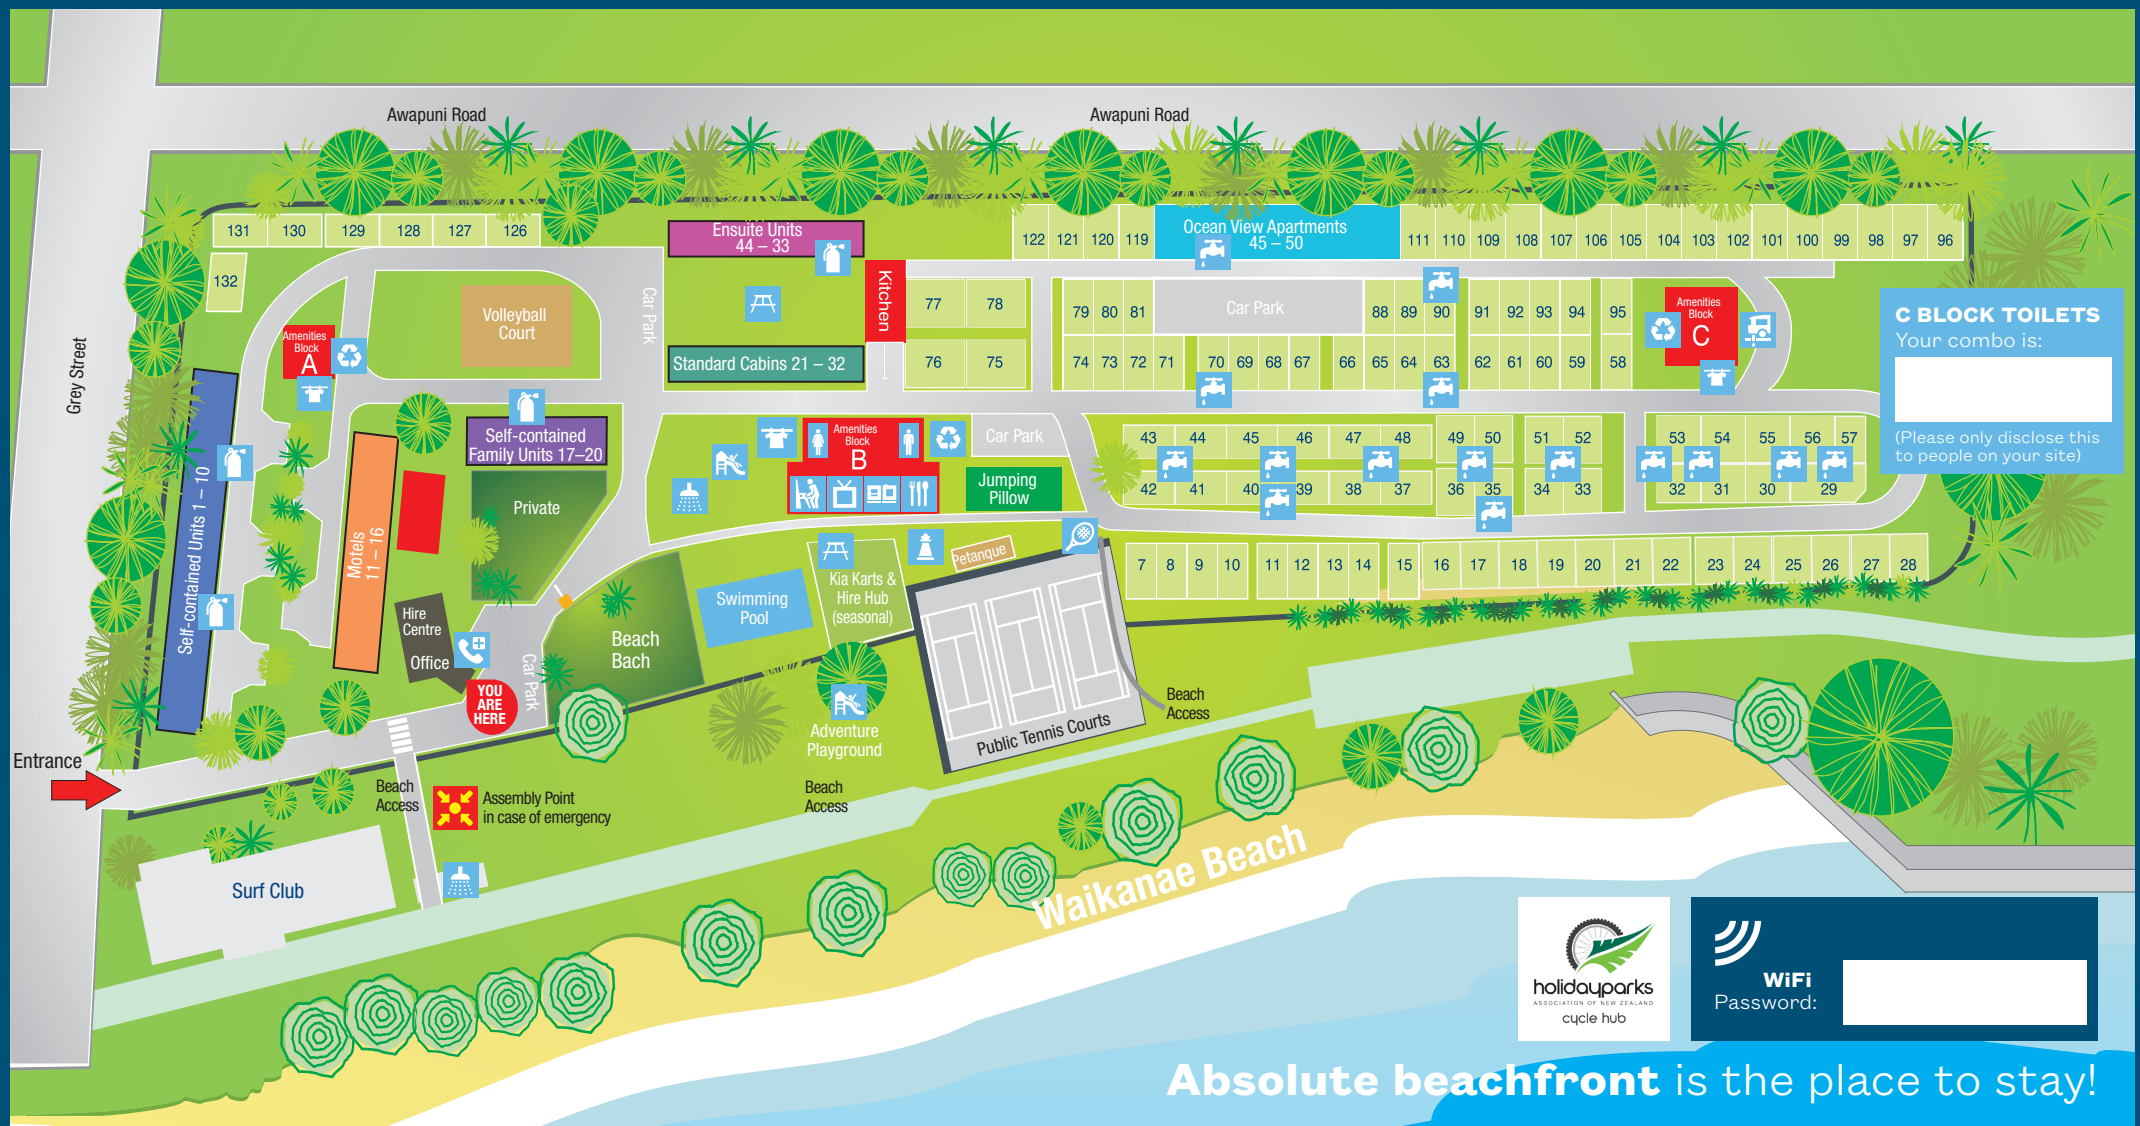 Awapuni Road
Awapuni Road
Grey Street
Entrance
131 130 129 128 127 126
132
Ensuite Units
44 – 33
122 121 120 119
Ocean View Apartments
45 – 50
111 110 109 108 107 106 105 104 103 102 101 100 99 98 97 96
Amenities
Block
A
Volleyball
Court
Car Park
Kitchen
Standard Cabins 21 – 32
77 78
76 75
79 80 81
Car Park
88 89 90 91 92 93 94 95
74 73 72 71 70 69 68 67 66 65 64 63 62 61 60 59 58
Amenities
Block
C
C BLOCK TOILETS
Your combo is:
(Please only disclose this
to people on your site)
Self-contained Units 1 – 10
Motels
11 – 16
Self-contained
Family Units 17–20
Private
Amenities
Block
B
Car Park
Jumping
Pillow
43 44 45 46 47 48 49 50 51 52 53 54 55 56 57
42 41 40 39 38 37 36 35 34 33 32 31 30 29
7 8 9 10 11 12 13 14 15 16 17 18 19 20 21 22 23 24 25 26 27 28
Hire
Centre
Office
Car Park
YOU
ARE
HERE
Beach
Bach
Swimming
Pool
Kia Karts &
Hire Hub
(seasonal)
Petanque
Public Tennis Courts
Beach
Access
Adventure
Playground
Beach
Access
Beach
Access
Assembly Point
in case of emergency
Surf Club
Waikanae Beach
holidayparks
ASSOCIATION OF NEW ZEALAND
cycle hub
WiFi
Password:
Absolute beachfront is the place to stay!